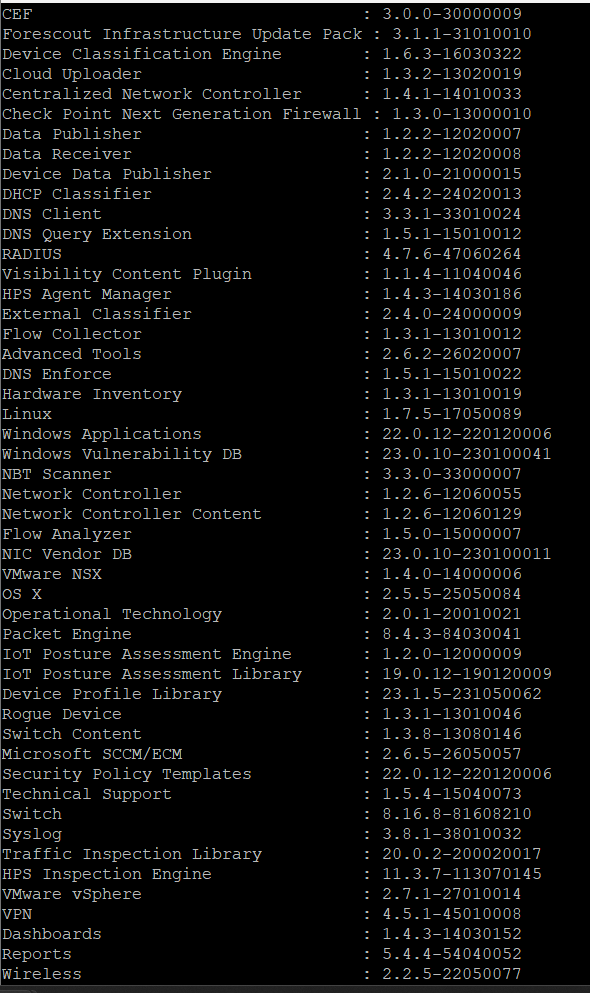 CEF : 3.0.0-30000009
Forescout Infrastructure Update Pack : 3.1.1-31010010
Device Classification Engine : 1.6.3-16030322
Cloud Uploader : 1.3.2-13020019
Centralized Network Controller : 1.4.1-14010033
Check Point Next Generation Firewall : 1.3.0-13000010
Data Publisher : 1.2.2-12020007
Data Receiver : 1.2.2-12020008
Device Data Publisher : 2.1.0-21000015
DHCP Classifier : 2.4.2-24020013
DNS Client : 3.3.1-33010024
DNS Query Extension : 1.5.1-15010012
RADIUS : 4.7.6-47060264
Visibility Content Plugin : 1.1.4-11040046
HPS Agent Manager : 1.4.3-14030186
External Classifier : 2.4.0-24000009
Flow Collector : 1.3.1-13010012
Advanced Tools : 2.6.2-26020007
DNS Enforce : 1.5.1-15010022
Hardware Inventory : 1.3.1-13010019
Linux : 1.7.5-17050089
Windows Applications : 22.0.12-220120006
Windows Vulnerability DB : 23.0.10-230100041
NBT Scanner : 3.3.0-33000007
Network Controller : 1.2.6-12060055
Network Controller Content : 1.2.6-12060129
Flow Analyzer : 1.5.0-15000007
NIC Vendor DB : 23.0.10-230100011
VMware NSX : 1.4.0-14000006
OS X : 2.5.5-25050084
Operational Technology : 2.0.1-20010021
Packet Engine : 8.4.3-84030041
IoT Posture Assessment Engine : 1.2.0-12000009
IoT Posture Assessment Library : 19.0.12-190120009
Device Profile Library : 23.1.5-231050062
Rogue Device : 1.3.1-13010046
Switch Content : 1.3.8-13080146
Microsoft SCCM/ECM : 2.6.5-26050057
Security Policy Templates : 22.0.12-220120006
Technical Support : 1.5.4-15040073
Switch : 8.16.8-81608210
Syslog : 3.8.1-38010032
Traffic Inspection Library : 20.0.2-200020017
HPS Inspection Engine : 11.3.7-113070145
VMware vSphere : 2.7.1-27010014
VPN : 4.5.1-45010008
Dashboards : 1.4.3-14030152
Reports : 5.4.4-54040052
Wireless : 2.2.5-22050077